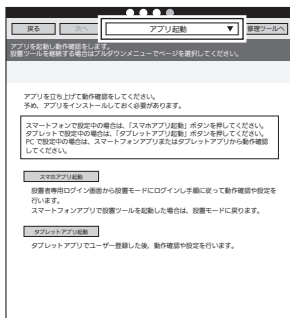 戻る
次へ
アプリ起動 ▼
修理ツールへ
アプリを起動し動作確認をします。
設置ツールを継続する場合はプルダウンメニューでページを選択してください。
アプリを立ち上げて動作確認をしてください。
予め、アプリをインストールしておく必要があります。
スマートフォンで設定中の場合は、「スマホアプリ起動」ボタンを押してください。
タブレットで設定中の場合は、「タブレットアプリ起動」ボタンを押してください。
PC で設定中の場合は、スマートフォンアプリまたはタブレットアプリから動作確認
してください。
スマホアプリ起動
設置者専用ログイン画面から設置モードにログインし手順に従って動作確認や設定を
行います。
スマートフォンアプリで設置ツールを起動した場合は、設置モードに戻ります。
タブレットアプリ起動
タブレットアプリでユーザー登録した後、動作確認や設定を行います。